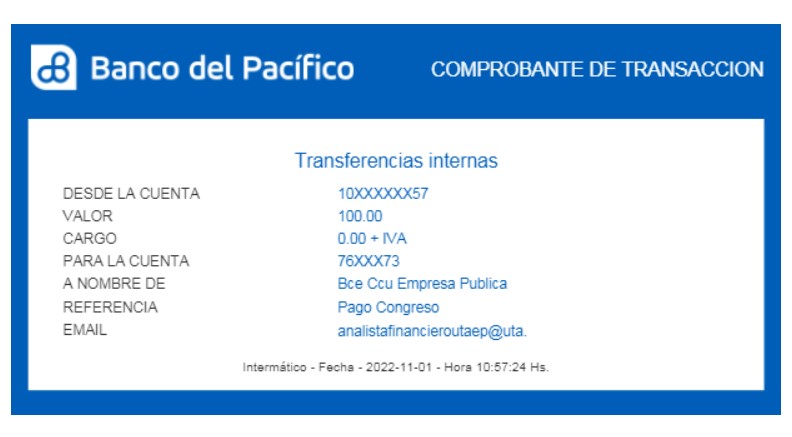 Banco del Pacífico COMPROBANTE DE TRANSACCION
Transferencias internas
DESDE LA CUENTA 10XXXXXX57
VALOR 100.00
CARGO 0.00 + IVA
PARA LA CUENTA 76XXX73
A NOMBRE DE Bce Ccu Empresa Publica
REFERENCIA Pago Congreso
EMAIL analistafinancieroutaep@uta.
Intermático - Fecha - 2022-11-01 - Hora 10:57:24 Hs.